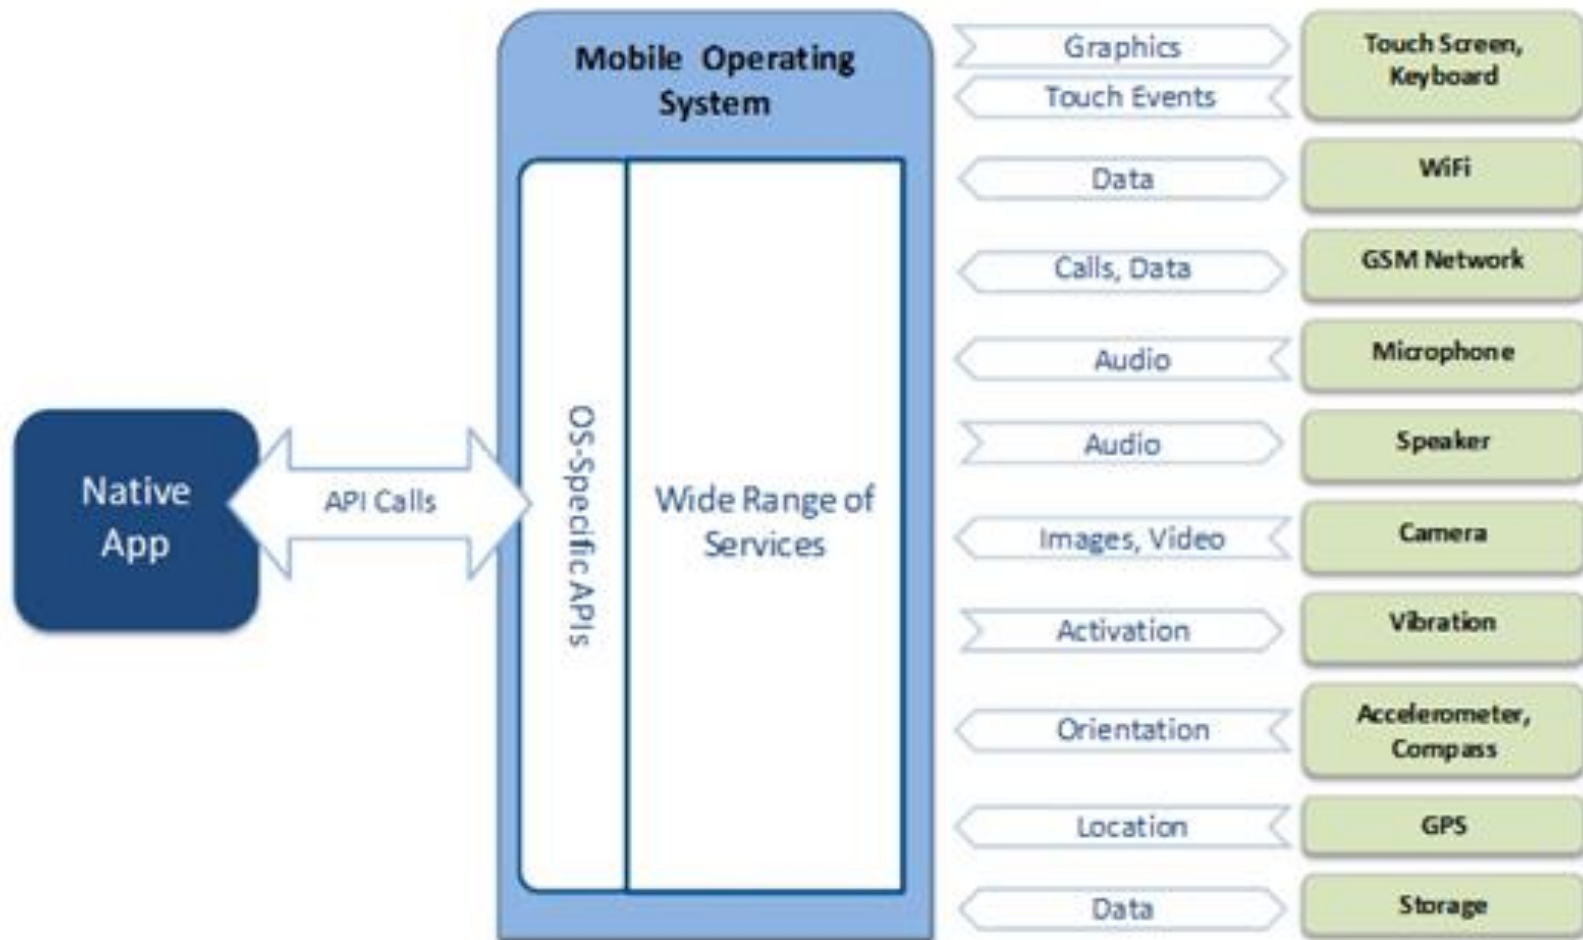 Mobile Operating
System
Native
App
API Calls
OS-Specific APIs
Wide Range of
Services
Graphics
Touch Events
Touch Screen,
Keyboard
Data
WiFi
Calls, Data
GSM Network
Audio
Microphone
Audio
Speaker
Images, Video
Camera
Activation
Vibration
Orientation
Accelerometer,
Compass
Location
GPS
Data
Storage